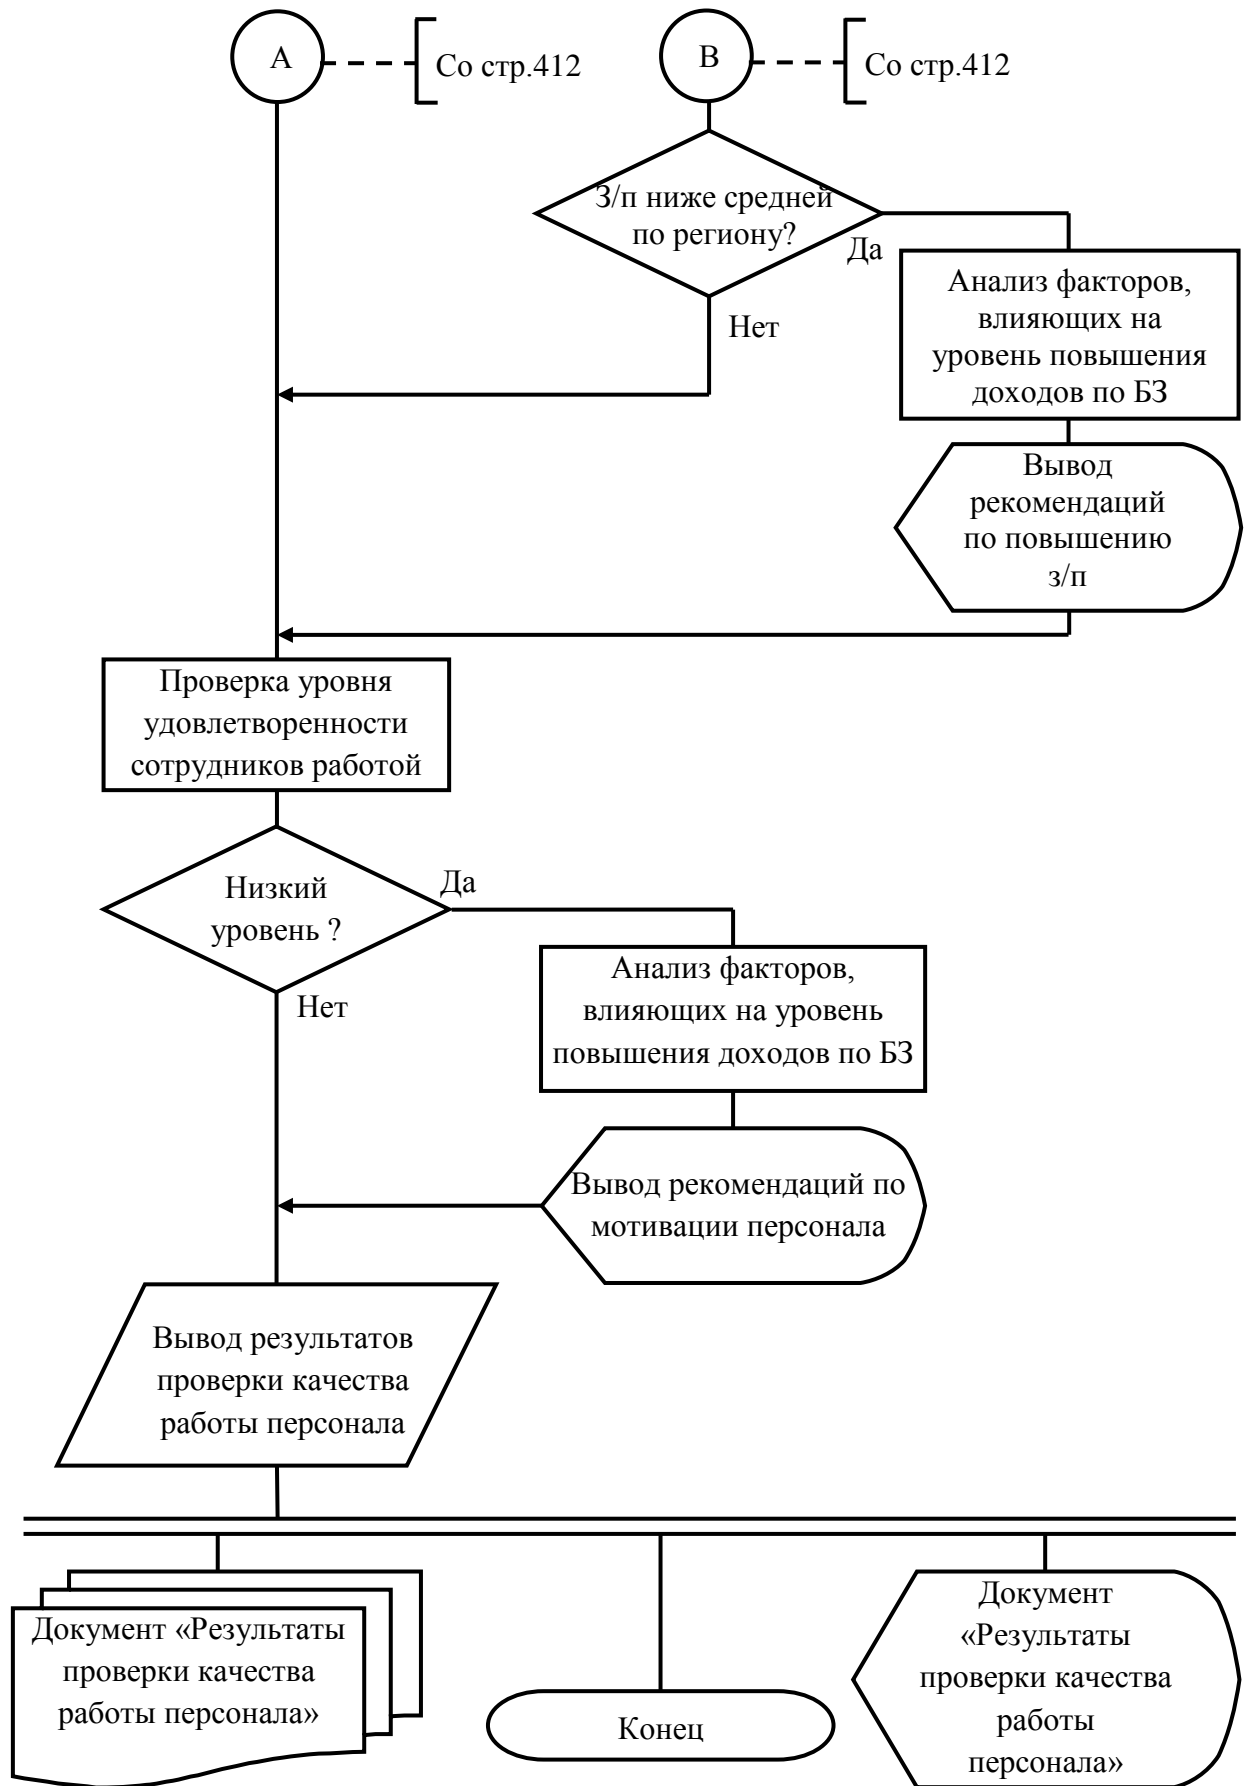 А
Со стр.412
В
Со стр.412
З/п ниже средней
по региону?
Да
Нет
Анализ факторов,
влияющих на
уровень повышения
доходов по БЗ
Вывод
рекомендаций
по повышению
з/п
Проверка уровня
удовлетворенности
сотрудников работой
Низкий
уровень ?
Да
Нет
Анализ факторов,
влияющих на уровень
повышения доходов по БЗ
Вывод рекомендаций по
мотивации персонала
Вывод результатов
проверки качества
работы персонала
Документ «Результаты
проверки качества
работы персонала»
Конец
Документ
«Результаты
проверки качества
работы
персонала»